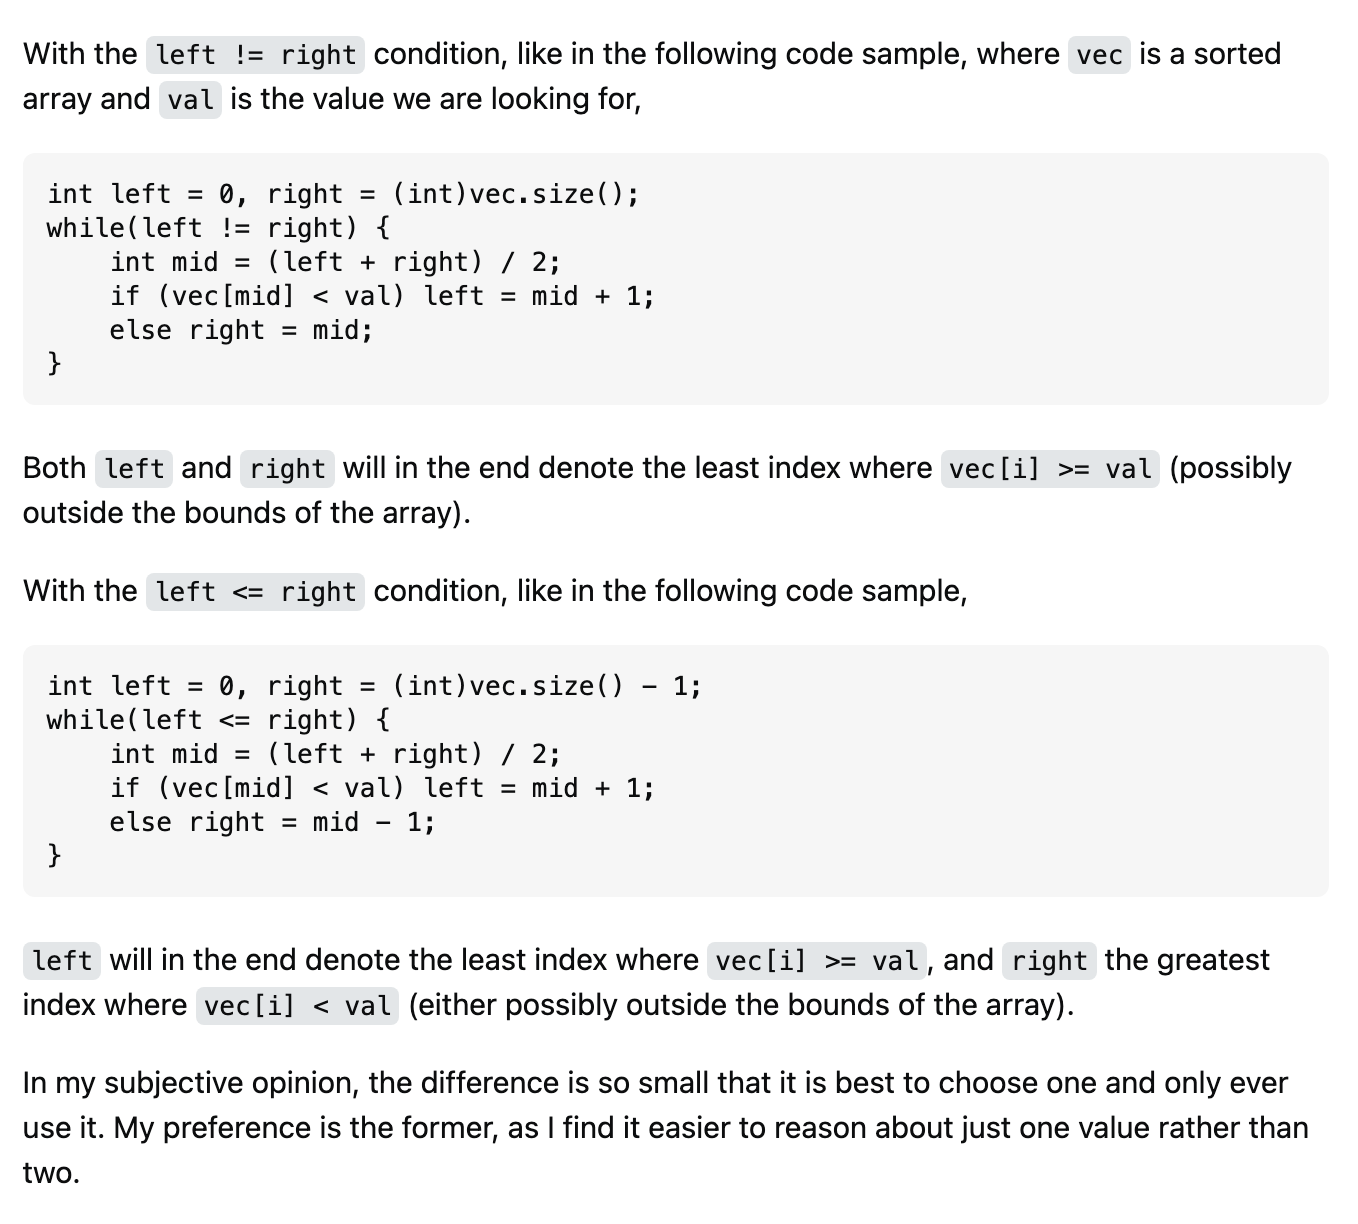 With the left != right condition, like in the following code sample, where vec is a sorted
array and val is the value we are looking for,
int left = 0, right = (int)vec.size();
while(left != right) {
    int mid = (left + right) / 2;
    if (vec[mid] < val) left = mid + 1;
    else right = mid;
}
Both left and right will in the end denote the least index where vec[i] >= val (possibly
outside the bounds of the array).
With the left <= right condition, like in the following code sample,
int left = 0, right = (int)vec.size() - 1;
while(left <= right) {
    int mid = (left + right) / 2;
    if (vec[mid] < val) left = mid + 1;
    else right = mid - 1;
}
left will in the end denote the least index where vec[i] >= val, and right the greatest
index where vec[i] < val (either possibly outside the bounds of the array).
In my subjective opinion, the difference is so small that it is best to choose one and only ever
use it. My preference is the former, as I find it easier to reason about just one value rather than
two.